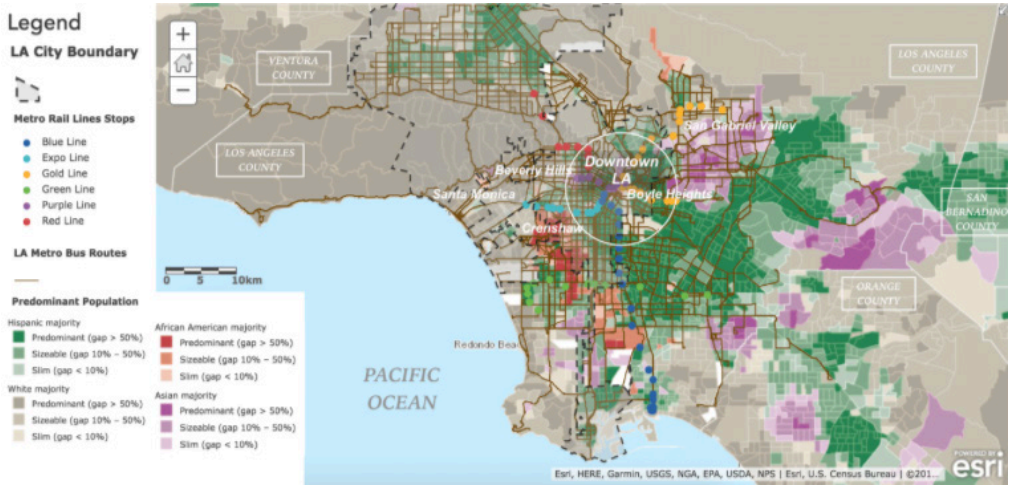 Legend
LA City Boundary
Metro Rail Lines Stops
Blue Line
Expo Line
Gold Line
Green Line
Purple Line
Red Line
LA Metro Bus Routes
Predominant Population
Hispanic majority
Predominant (gap > 50%)
Sizeable (gap 10% – 50%)
Slim (gap < 10%)
White majority
Predominant (gap > 50%)
Sizeable (gap 10% – 50%)
Slim (gap < 10%)
African American majority
Predominant (gap > 50%)
Sizeable (gap 10% – 50%)
Slim (gap < 10%)
Asian majority
Predominant (gap > 50%)
Sizeable (gap 10% – 50%)
Slim (gap < 10%)
+
−
VENTURA
COUNTY
LOS ANGELES
COUNTY
LOS ANGELES
COUNTY
San Gabriel Valley
Downtown
LA
Beverly Hills
Santa Monica
Boyle Heights
Crenshaw
SAN
BERNADINO
COUNTY
ORANGE
COUNTY
0 5 10km
Redondo Bea
PACIFIC
OCEAN
Esri, HERE, Garmin, USGS, NGA, EPA, USDA, NPS | Esri, U.S. Census Bureau | ©201...
POWERED BY
esri